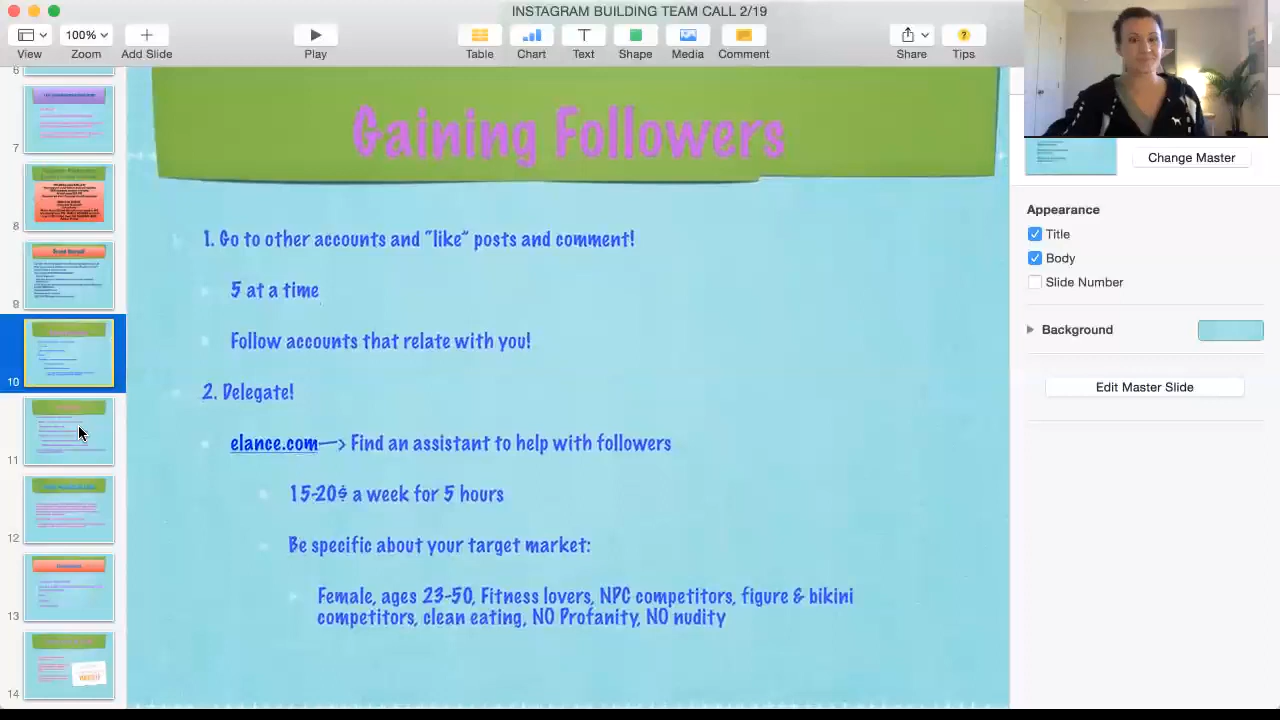 INSTAGRAM BUILDING TEAM CALL 2/19
100%
View
Zoom
Add Slide
Play
Table
Chart
Text
Shape
Media
Comment
Share
Tips
6
7
8
9
10
11
12
13
14
YOURSELF
Gaining Followers
1. Go to other accounts and “like” posts and comment!
5 at a time
Follow accounts that relate with you!
2. Delegate!
elance.com—> Find an assistant to help with followers
15-20$ a week for 5 hours
Be specific about your target market:
Female, ages 23-50, Fitness lovers, NPC competitors, figure & bikini
competitors, clean eating, NO Profanity, NO nudity
Change Master
Appearance
Title
Body
Slide Number
Background
Edit Master Slide